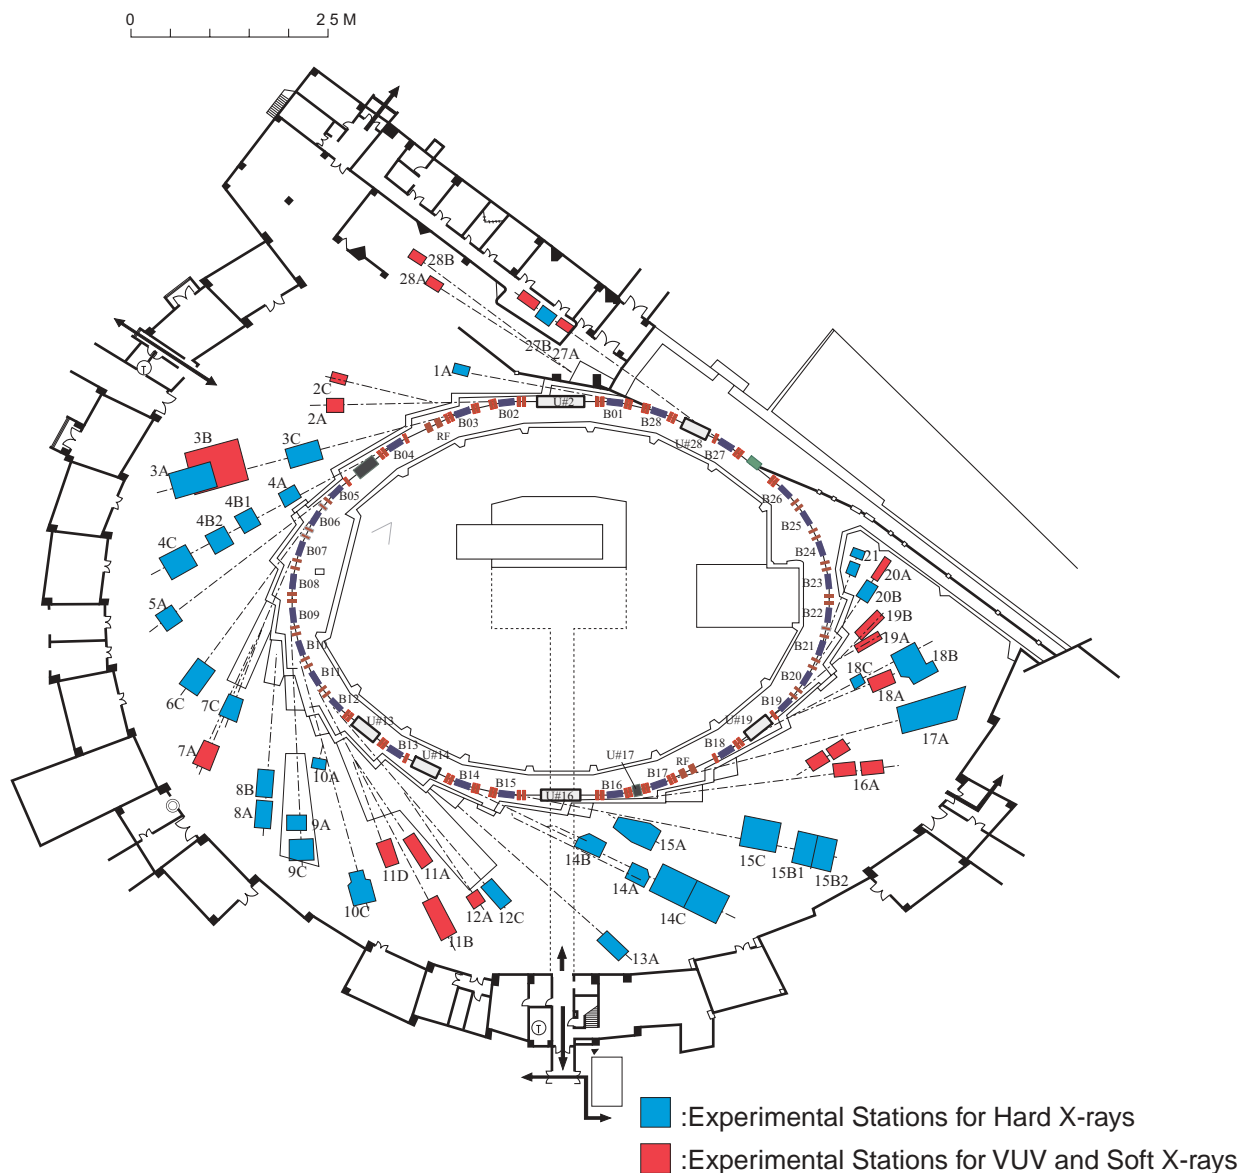 0 25M
28B
28A
27B
27A
1A
2C
2A
U#2
B02
B01
B03
B28
RF
U#28
B04
B27
3B
3C
3A
4A
B05
B26
4B1
B06
B25
4B2
4C
B07
B24
21
20A
B08
B23
20B
5A
B09
B22
19B
19A
B10
B21
18B
18C
B11
B20
18A
6C
7C
B12
B19
U#13
U#19
17A
7A
B13
B18
U#14
U#17
RF
10A
B14
B17
16A
8B
B15
U#16
B16
8A
9A
15A
14B
15C
15B1
15B2
9C
11D
11A
14A
10C
12A
12C
14C
11B
13A
T
T
:Experimental Stations for Hard X-rays
:Experimental Stations for VUV and Soft X-rays